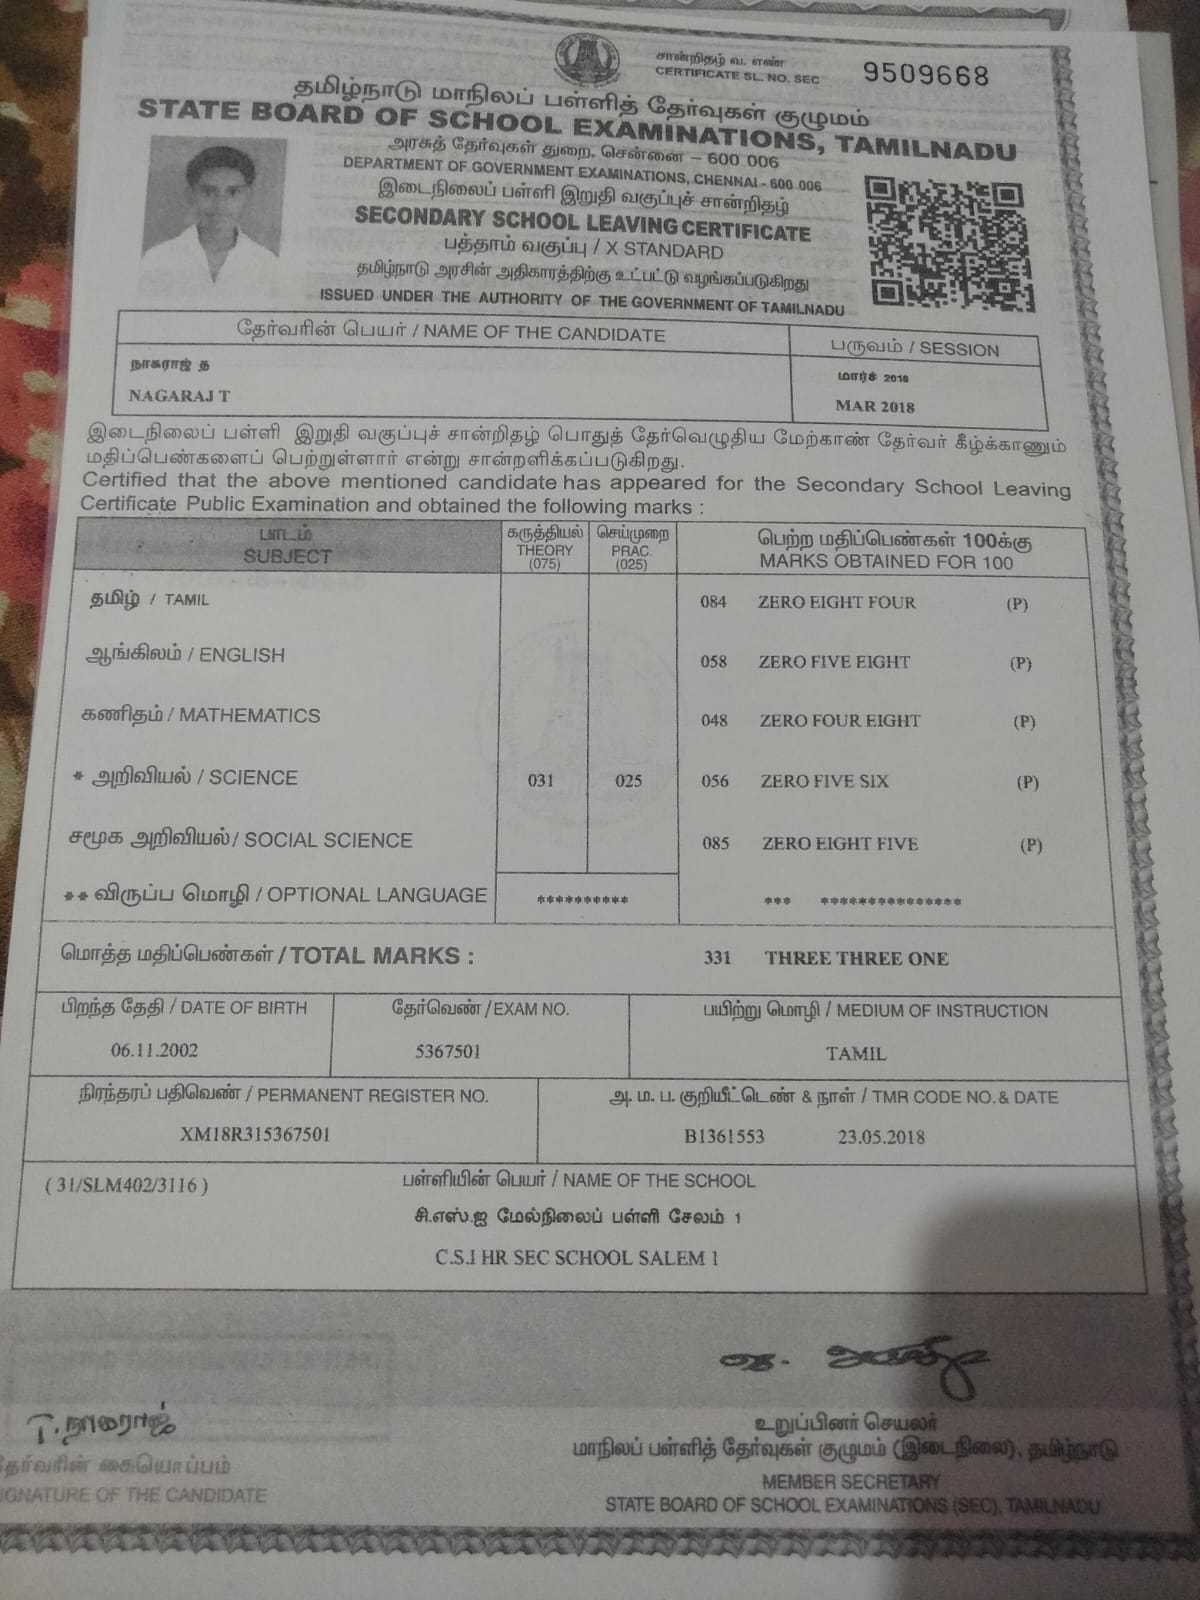 சான்றிதழ் வ. எண்
CERTIFICATE SL. NO. SEC 9509668
தமிழ்நாடு மாநிலப் பள்ளித் தேர்வுகள் குழுமம்
STATE BOARD OF SCHOOL EXAMINATIONS, TAMILNADU
அரசுத் தேர்வுகள் துறை, சென்னை – 600 006
DEPARTMENT OF GOVERNMENT EXAMINATIONS, CHENNAI - 600 006
இடைநிலைப் பள்ளி இறுதி வகுப்புச் சான்றிதழ்
SECONDARY SCHOOL LEAVING CERTIFICATE
பத்தாம் வகுப்பு / X STANDARD
தமிழ்நாடு அரசின் அதிகாரத்திற்கு உட்பட்டு வழங்கப்படுகிறது
ISSUED UNDER THE AUTHORITY OF THE GOVERNMENT OF TAMILNADU
தேர்வரின் பெயர் / NAME OF THE CANDIDATE பருவம் / SESSION
நாகராஜ் த மார்ச் 2018
NAGARAJ T MAR 2018
இடைநிலைப் பள்ளி இறுதி வகுப்புச் சான்றிதழ் பொதுத் தேர்வெழுதிய மேற்காண் தேர்வர் கீழ்க்காணும்
மதிப்பெண்களைப் பெற்றுள்ளார் என்று சான்றளிக்கப்படுகிறது.
Certified that the above mentioned candidate has appeared for the Secondary School Leaving
Certificate Public Examination and obtained the following marks :
பாடம் கருத்தியல் செய்முறை பெற்ற மதிப்பெண்கள் 100க்கு
SUBJECT THEORY PRAC. MARKS OBTAINED FOR 100
(075) (025)
தமிழ் / TAMIL 084 ZERO EIGHT FOUR (P)
ஆங்கிலம் / ENGLISH 058 ZERO FIVE EIGHT (P)
கணிதம் / MATHEMATICS 048 ZERO FOUR EIGHT (P)
* அறிவியல் / SCIENCE 031 025 056 ZERO FIVE SIX (P)
சமூக அறிவியல் / SOCIAL SCIENCE 085 ZERO EIGHT FIVE (P)
** விருப்ப மொழி / OPTIONAL LANGUAGE ********** *** ***************
மொத்த மதிப்பெண்கள் / TOTAL MARKS : 331 THREE THREE ONE
பிறந்த தேதி / DATE OF BIRTH தேர்வெண் / EXAM NO. பயிற்று மொழி / MEDIUM OF INSTRUCTION
06.11.2002 5367501 TAMIL
நிரந்தரப் பதிவெண் / PERMANENT REGISTER NO. அ. ம. ப. குறியீட்டெண் & நாள் / TMR CODE NO. & DATE
XM18R315367501 B1361553 23.05.2018
( 31/SLM402/3116 ) பள்ளியின் பெயர் / NAME OF THE SCHOOL
சி.எஸ்.ஐ மேல்நிலைப் பள்ளி சேலம் 1
C.S.I HR SEC SCHOOL SALEM 1
T. நாகராஜ்
உறுப்பினர் செயலர்
மாநிலப் பள்ளித் தேர்வுகள் குழுமம் (இடைநிலை), தமிழ்நாடு
தேர்வரின் கையொப்பம்
SIGNATURE OF THE CANDIDATE
MEMBER SECRETARY
STATE BOARD OF SCHOOL EXAMINATIONS (SEC), TAMILNADU